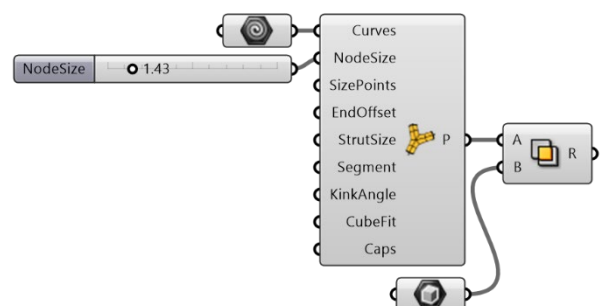 Curves
NodeSize
NodeSize 1.43
SizePoints
EndOffset
StrutSize P A R
Segment B
KinkAngle
CubeFit
Caps